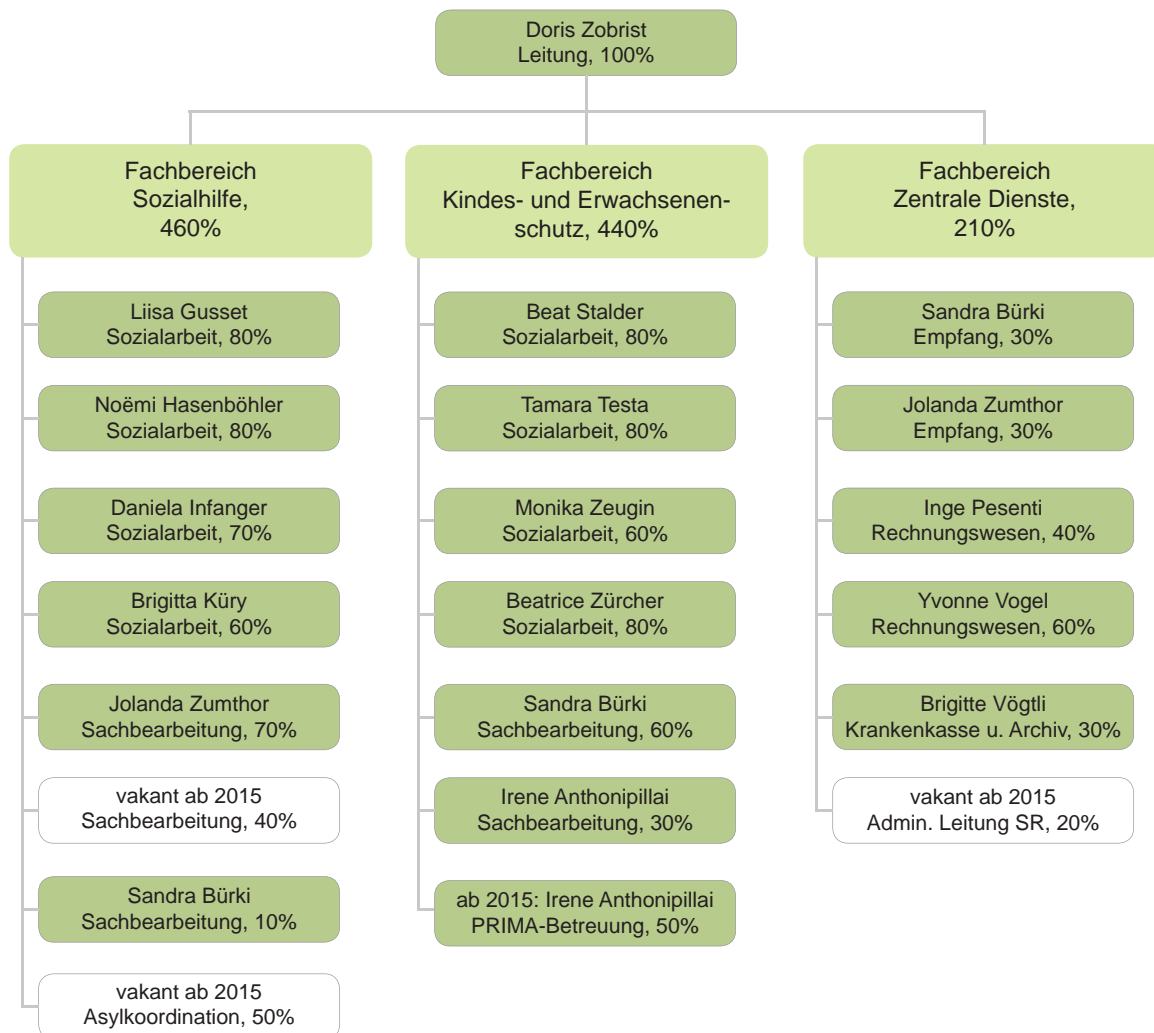 Doris Zobrist
Leitung, 100%
Fachbereich
Sozialhilfe,
460%
Liisa Gusset
Sozialarbeit, 80%
Noëmi Hasenböhler
Sozialarbeit, 80%
Daniela Infanger
Sozialarbeit, 70%
Brigitta Küry
Sozialarbeit, 60%
Jolanda Zumthor
Sachbearbeitung, 70%
vakant ab 2015
Sachbearbeitung, 40%
Sandra Bürki
Sachbearbeitung, 10%
vakant ab 2015
Asylkoordination, 50%
Fachbereich
Kindes- und Erwachsenen-
schutz, 440%
Beat Stalder
Sozialarbeit, 80%
Tamara Testa
Sozialarbeit, 80%
Monika Zeugin
Sozialarbeit, 60%
Beatrice Zürcher
Sozialarbeit, 80%
Sandra Bürki
Sachbearbeitung, 60%
Irene Anthonipillai
Sachbearbeitung, 30%
ab 2015: Irene Anthonipillai
PRIMA-Betreuung, 50%
Fachbereich
Zentrale Dienste,
210%
Sandra Bürki
Empfang, 30%
Jolanda Zumthor
Empfang, 30%
Inge Pesenti
Rechnungswesen, 40%
Yvonne Vogel
Rechnungswesen, 60%
Brigitte Vögtli
Krankenkasse u. Archiv, 30%
vakant ab 2015
Admin. Leitung SR, 20%